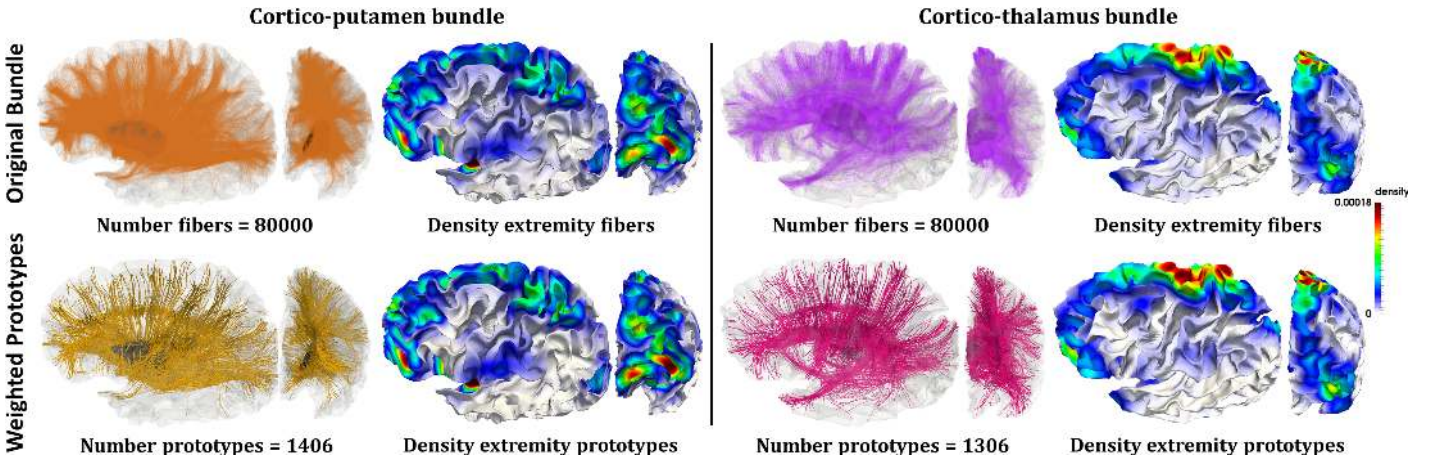 Cortico-putamen bundle
Cortico-thalamus bundle
Original Bundle
Number fibers = 80000
Density extremity fibers
Number fibers = 80000
Density extremity fibers
density
0.00018
0
Weighted Prototypes
Number prototypes = 1406
Density extremity prototypes
Number prototypes = 1306
Density extremity prototypes